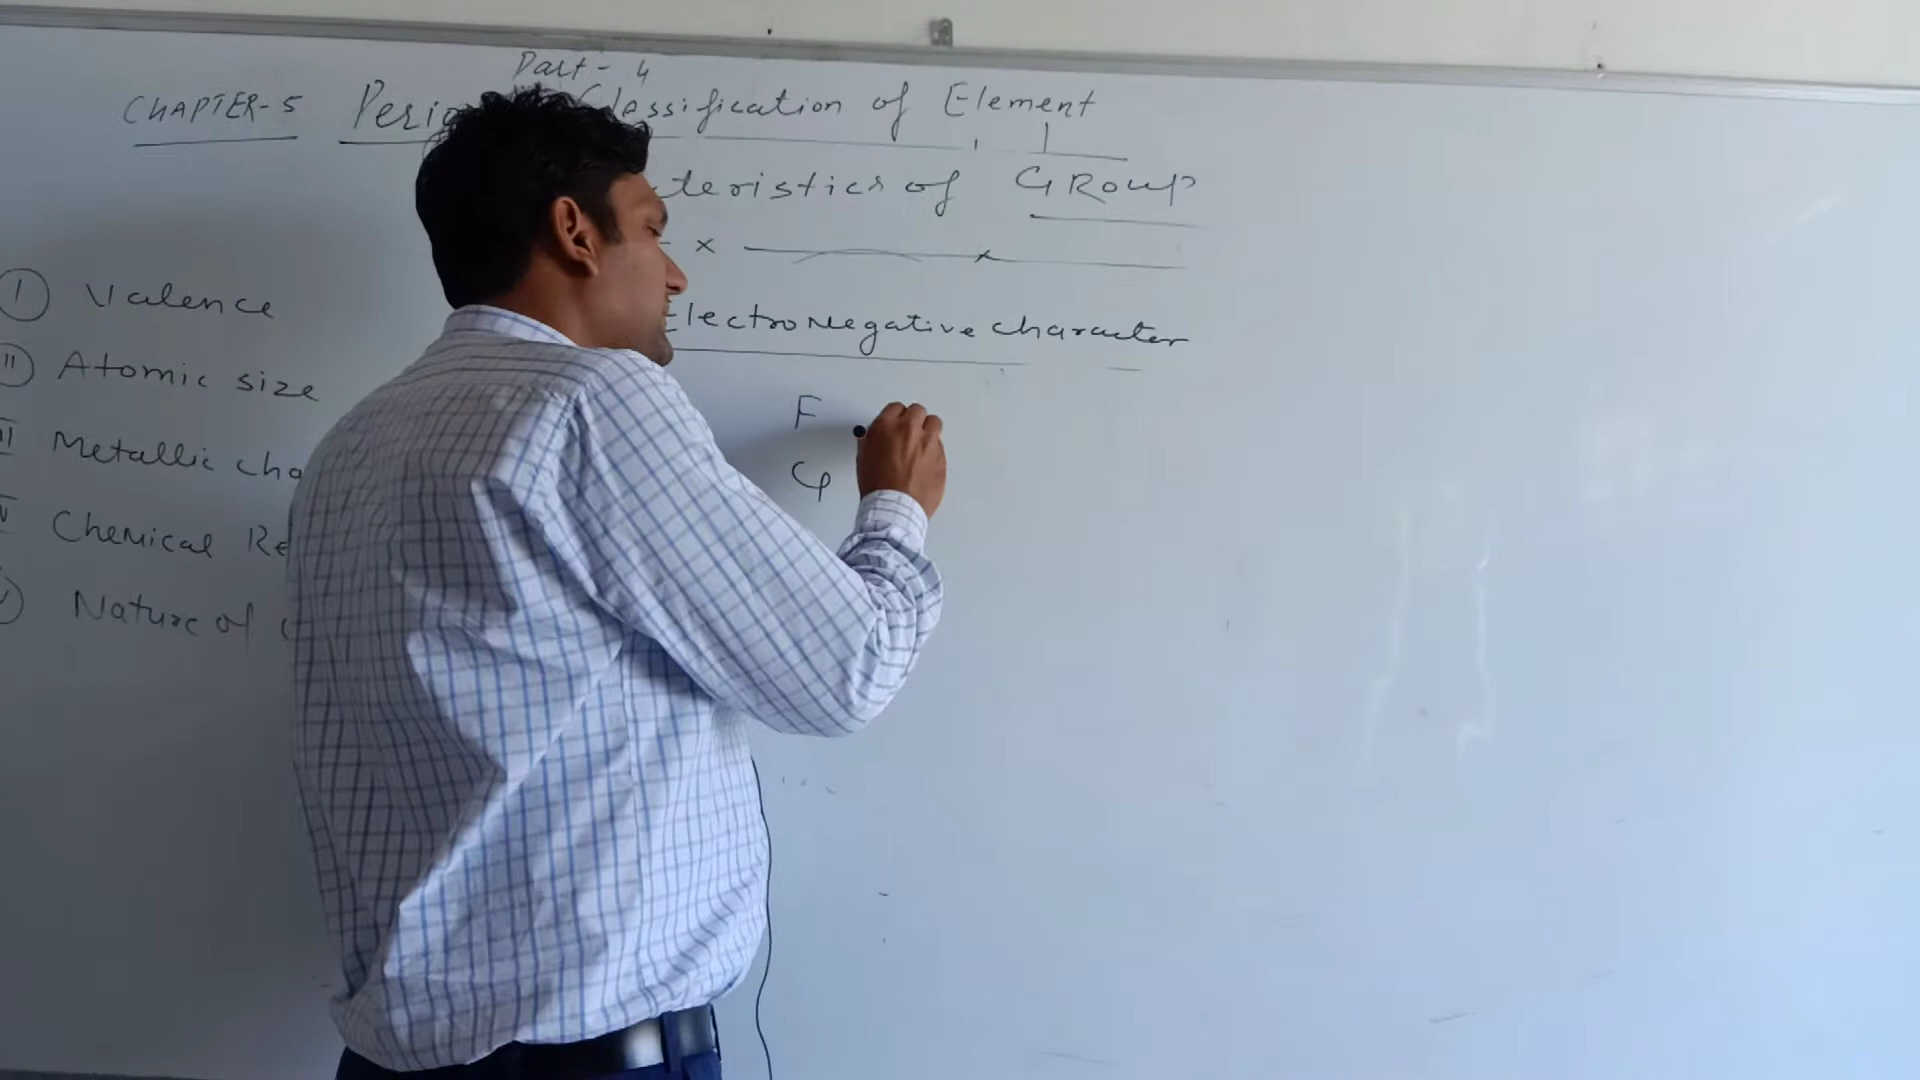 Part - 4
CHAPTER-5 Perio Classification of Element
teristics of GROUP
I Valence
Electronegative character
II Atomic size
F
III Metallic cha
Cl
Chemical Re
Nature of